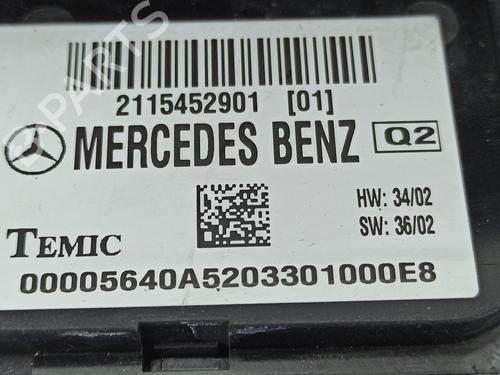 2115452901 [01]
MERCEDES BENZ Q2
HW: 34/02
SW: 36/02
TEMIC
00005640A5203301000E8